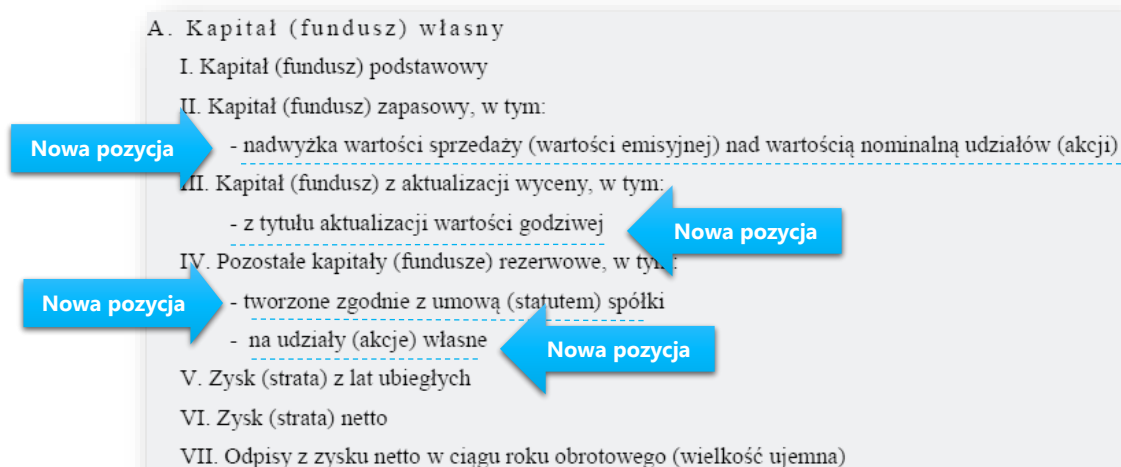 A. Kapitał (fundusz) własny
I. Kapitał (fundusz) podstawowy
II. Kapitał (fundusz) zapasowy, w tym:
Nowa pozycja
- nadwyżka wartości sprzedaży (wartości emisyjnej) nad wartością nominalną udziałów (akcji)
III. Kapitał (fundusz) z aktualizacji wyceny, w tym:
- z tytułu aktualizacji wartości godziwej
Nowa pozycja
IV. Pozostałe kapitały (fundusze) rezerwowe, w tym:
Nowa pozycja
- tworzone zgodnie z umową (statutem) spółki
- na udziały (akcje) własne
Nowa pozycja
V. Zysk (strata) z lat ubiegłych
VI. Zysk (strata) netto
VII. Odpisy z zysku netto w ciągu roku obrotowego (wielkość ujemna)